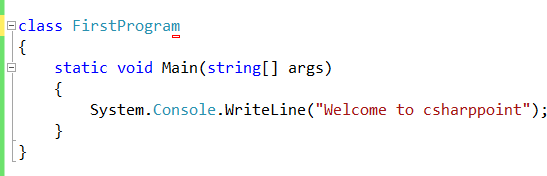 class FirstProgram
{
    static void Main(string[] args)
    {
        System.Console.WriteLine("Welcome to csharppoint");
    }
}